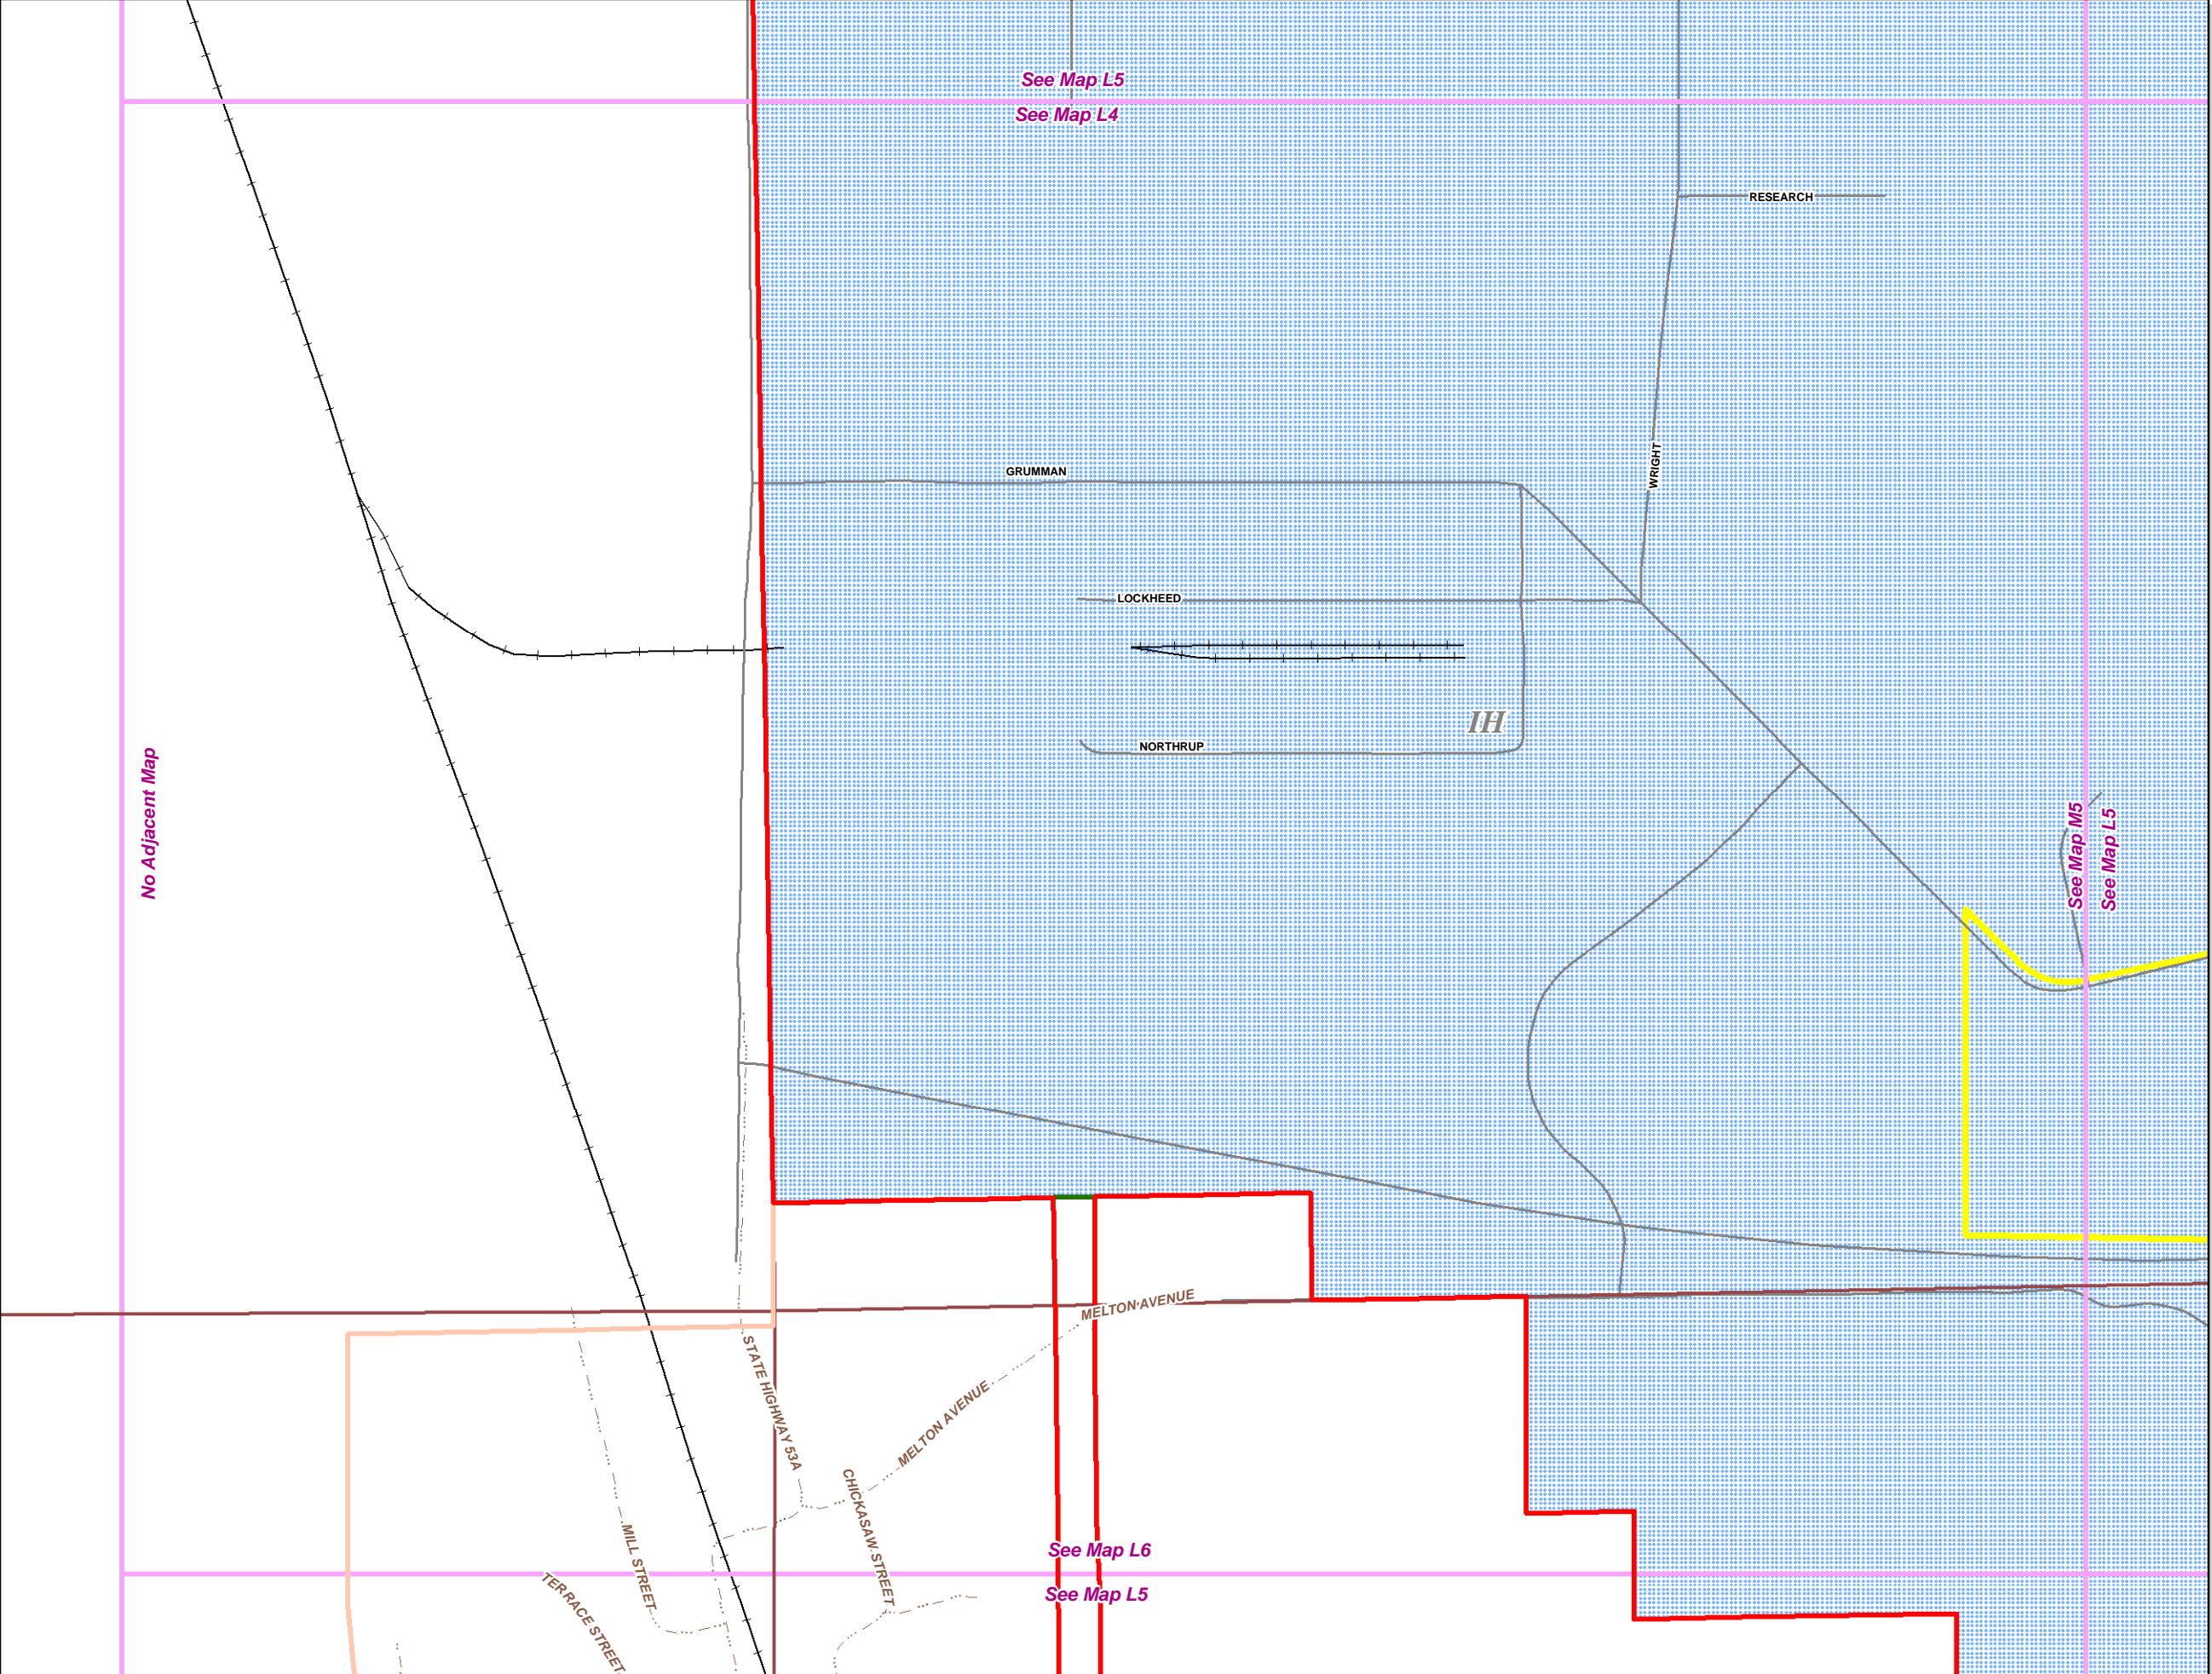 See Map L5
See Map L4
RESEARCH
GRUMMAN
WRIGHT
LOCKHEED
IH
NORTHRUP
No Adjacent Map
See Map M5
See Map L5
MELTON AVENUE
STATE HIGHWAY 53A
MELTON AVENUE
CHICKASAW STREET
MILL STREET
TERRACE STREET
See Map L6
See Map L5